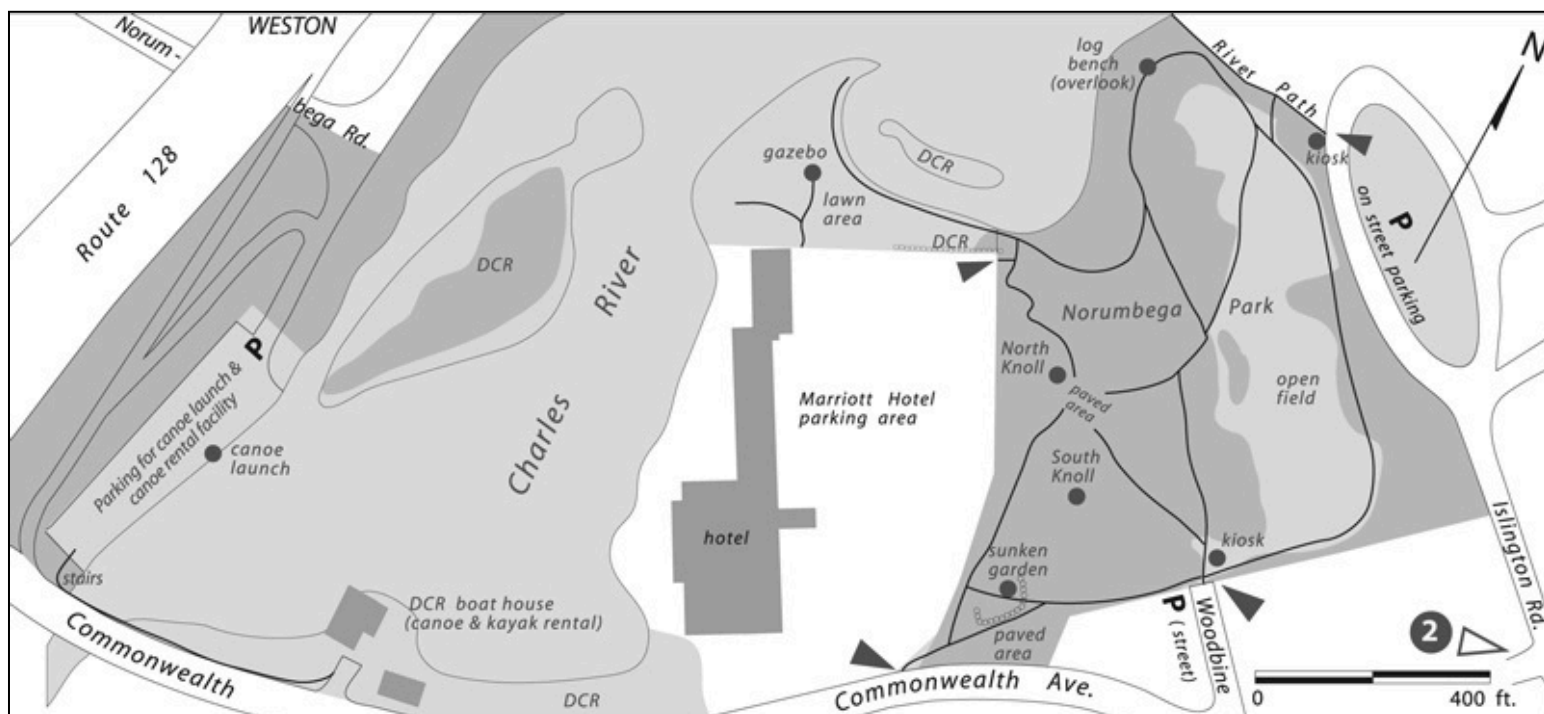 WESTON
Norum -
bega Rd.
Route 128
log
bench
(overlook)
River
Path
N
kiosk
P
on street parking
gazebo
lawn
area
DCR
DCR
DCR
River
Charles
Norumbega
Park
North
Knoll
paved
area
open
field
Marriott Hotel
parking area
P
Parking for canoe launch &
canoe rental facility
canoe
launch
South
Knoll
hotel
kiosk
sunken
garden
Islington Rd.
stairs
DCR boat house
(canoe & kayak rental)
paved
area
P (street)
Woodbine
2
Commonwealth
DCR
Commonwealth Ave.
0
400 ft.